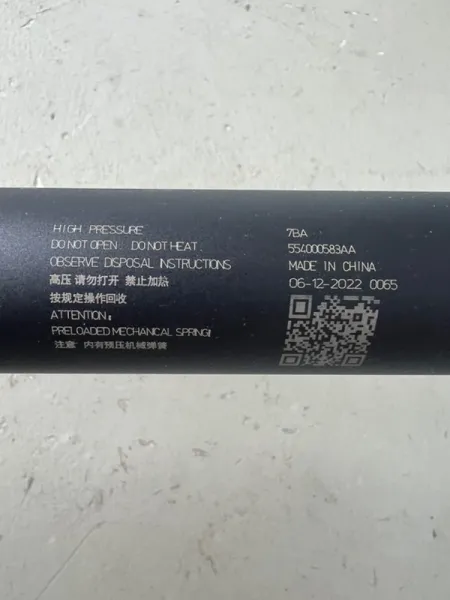 HIGH PRESSURE
DO NOT OPEN. DO NOT HEAT.
OBSERVE DISPOSAL INSTRUCTIONS
高压 请勿打开 禁止加热
按规定操作回收
ATTENTION:
PRELOADED MECHANICAL SPRING!
注意: 内有预压机械弹簧
7BA
554000583AA
MADE IN CHINA
06-12-2022 0065